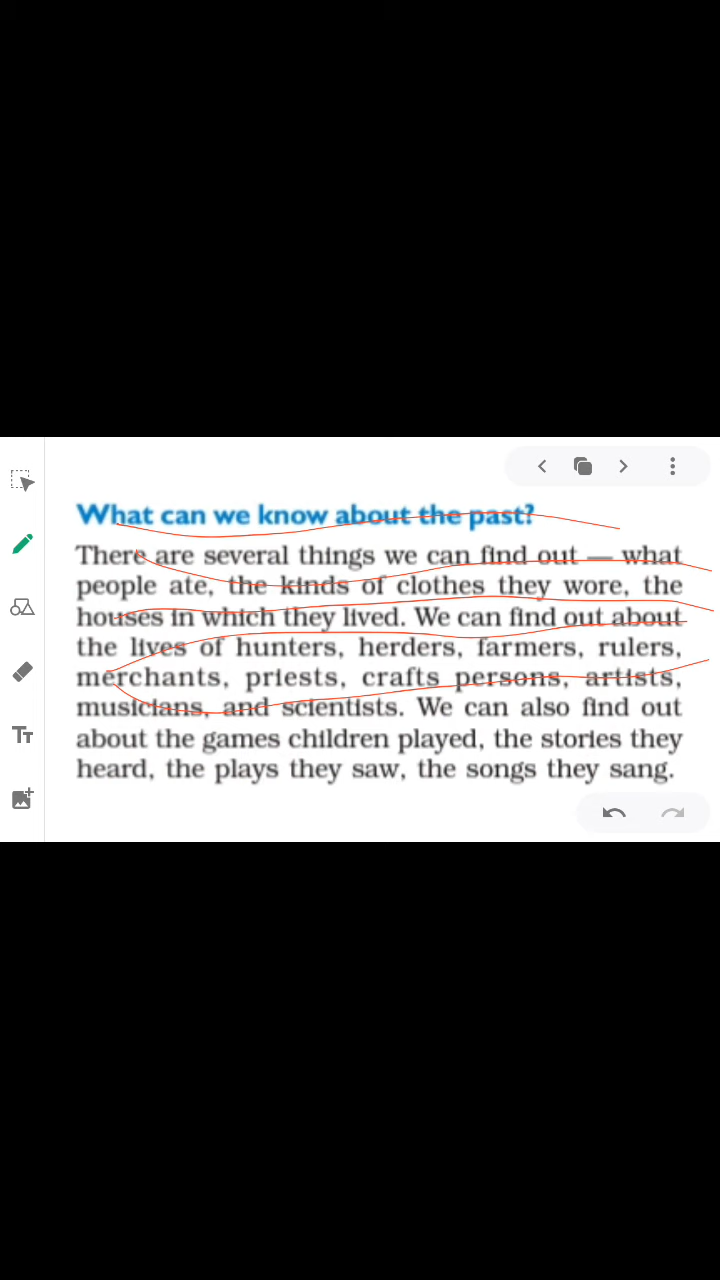 What can we know about the past?
There are several things we can find out — what
people ate, the kinds of clothes they wore, the
houses in which they lived. We can find out about
the lives of hunters, herders, farmers, rulers,
merchants, priests, crafts persons, artists,
musicians, and scientists. We can also find out
about the games children played, the stories they
heard, the plays they saw, the songs they sang.
TT